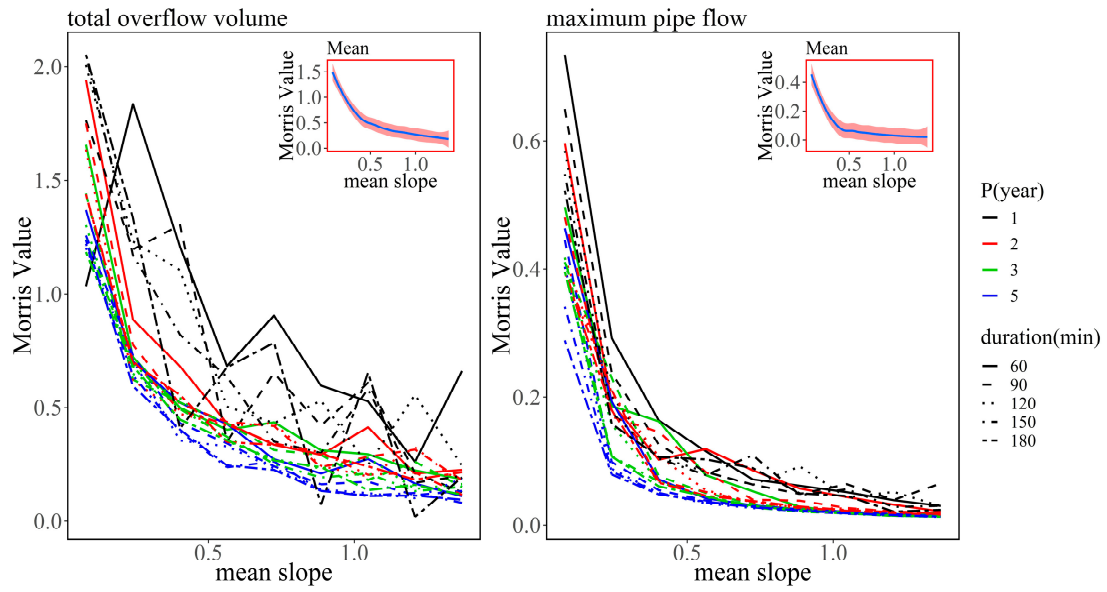 total overflow volume
Morris Value
2.0
1.5
1.0
0.5
0.0
0.5
1.0
mean slope
Mean
Morris Value
1.5
1.0
0.5
0.0
0.5
1.0
mean slope
maximum pipe flow
Morris Value
0.6
0.4
0.2
0.0
0.5
1.0
mean slope
Mean
Morris Value
0.4
0.2
0.0
0.5
1.0
mean slope
P(year)
1
2
3
5
duration(min)
60
90
120
150
180